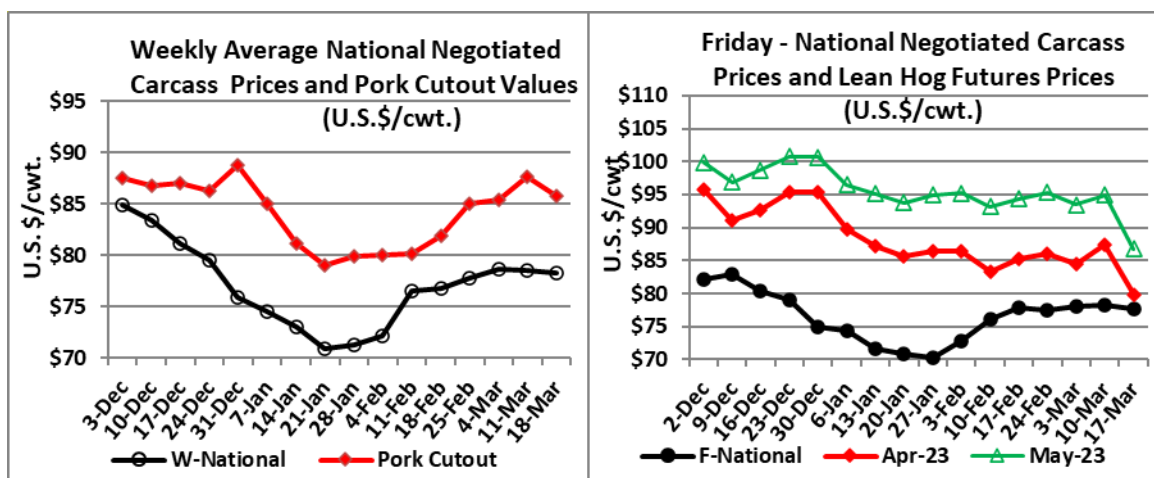 Weekly Average National Negotiated
Carcass Prices and Pork Cutout Values
(U.S.$/cwt.)
U.S. $/cwt.
$95
$90
$85
$80
$75
$70
3-Dec
10-Dec
17-Dec
24-Dec
31-Dec
7-Jan
14-Jan
21-Jan
28-Jan
4-Feb
11-Feb
18-Feb
25-Feb
4-Mar
11-Mar
18-Mar
W-National
Pork Cutout
Friday - National Negotiated Carcass
Prices and Lean Hog Futures Prices
(U.S.$/cwt.)
U.S. $/cwt.
$110
$105
$100
$95
$90
$85
$80
$75
$70
2-Dec
9-Dec
16-Dec
23-Dec
30-Dec
6-Jan
13-Jan
20-Jan
27-Jan
3-Feb
10-Feb
17-Feb
24-Feb
3-Mar
10-Mar
17-Mar
F-National
Apr-23
May-23